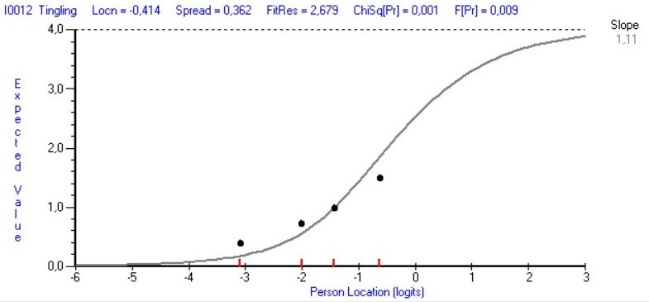 I0012 Tingling Locn = -0,414 Spread = 0,362 FitRes = 2,679 ChiSq[Pr] = 0,001 F[Pr] = 0,009
Slope
1,11
4,0
3,0
2,0
1,0
0,0
Expected Value
-6 -5 -4 -3 -2 -1 0 1 2 3
Person Location (logits)